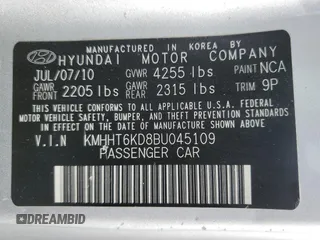 MANUFACTURED IN KOREA BY
HYUNDAI MOTOR COMPANY
JUL/07/10 GVWR 4255 lbs PAINT NCA
GAWR FRONT 2205 lbs GAWR REAR 2315 lbs TRIM 9P
THIS VEHICLE CONFORMS TO ALL APPLICABLE U.S. FEDERAL
MOTOR VEHICLE SAFETY, BUMPER, AND THEFT PREVENTION
STANDARDS IN EFFECT ON THE DATE OF MANUFACTURE
SHOWN ABOVE.
V.I.N KMHHT6KD8BU045109
PASSENGER CAR
DREAMBID